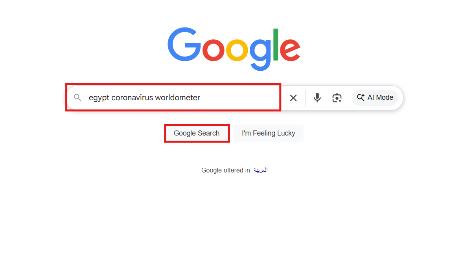 Google
egypt coronavirus worldometer
AI Mode
Google Search
I'm Feeling Lucky
Google offered in: العربية